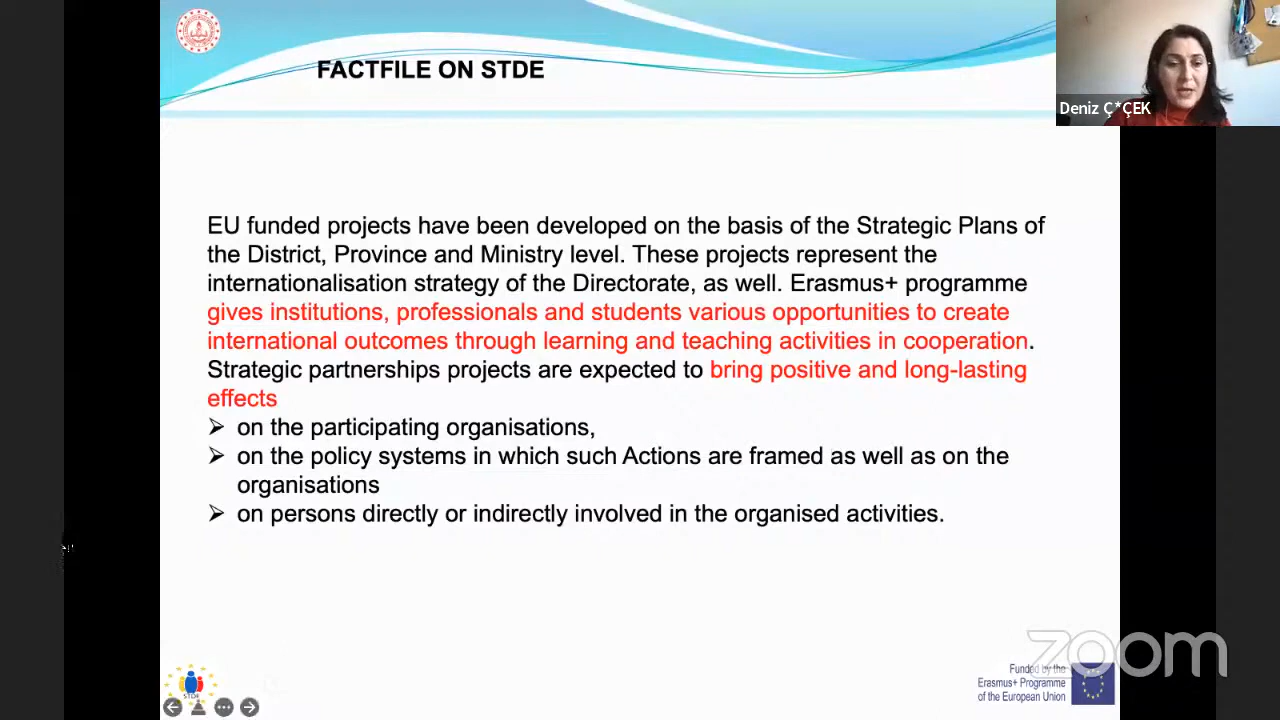 FACTFILE ON STDE
Deniz Ç*ÇEK
EU funded projects have been developed on the basis of the Strategic Plans of
the District, Province and Ministry level. These projects represent the
internationalisation strategy of the Directorate, as well. Erasmus+ programme
gives institutions, professionals and students various opportunities to create
international outcomes through learning and teaching activities in cooperation.
Strategic partnerships projects are expected to bring positive and long-lasting
effects
➢ on the participating organisations,
➢ on the policy systems in which such Actions are framed as well as on the
organisations
➢ on persons directly or indirectly involved in the organised activities.
STDE
Funded by the
Erasmus+ Programme
of the European Union
zoom